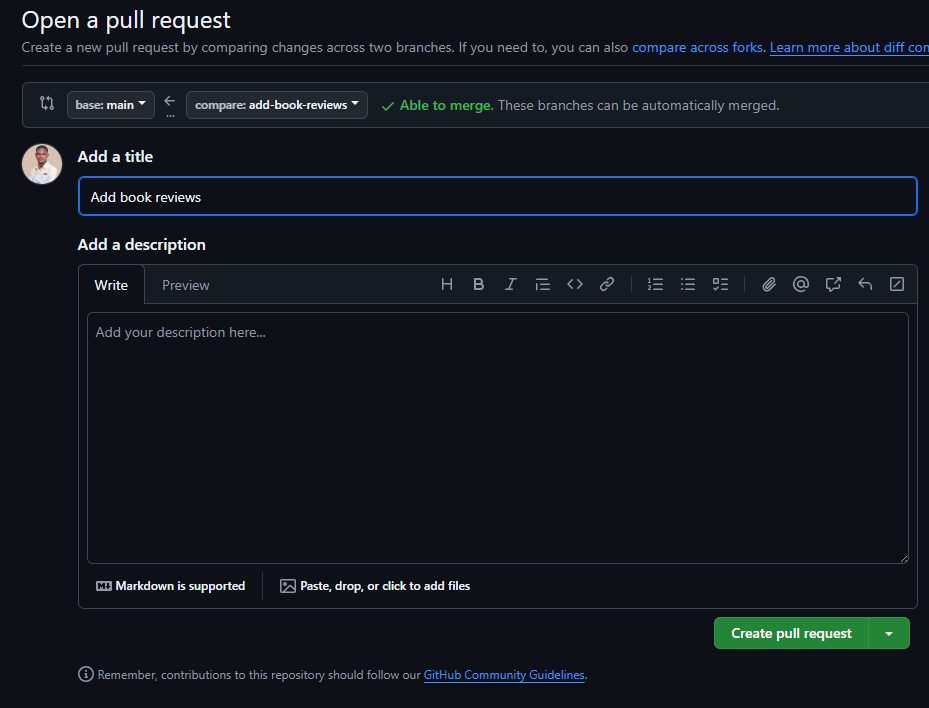 Open a pull request
Create a new pull request by comparing changes across two branches. If you need to, you can also compare across forks. Learn more about diff
base: main
...
compare: add-book-reviews
Able to merge. These branches can be automatically merged.
Add a title
Add book reviews
Add a description
Write Preview
Add your description here...
Markdown is supported
Paste, drop, or click to add files
Create pull request
Remember, contributions to this repository should follow our GitHub Community Guidelines.